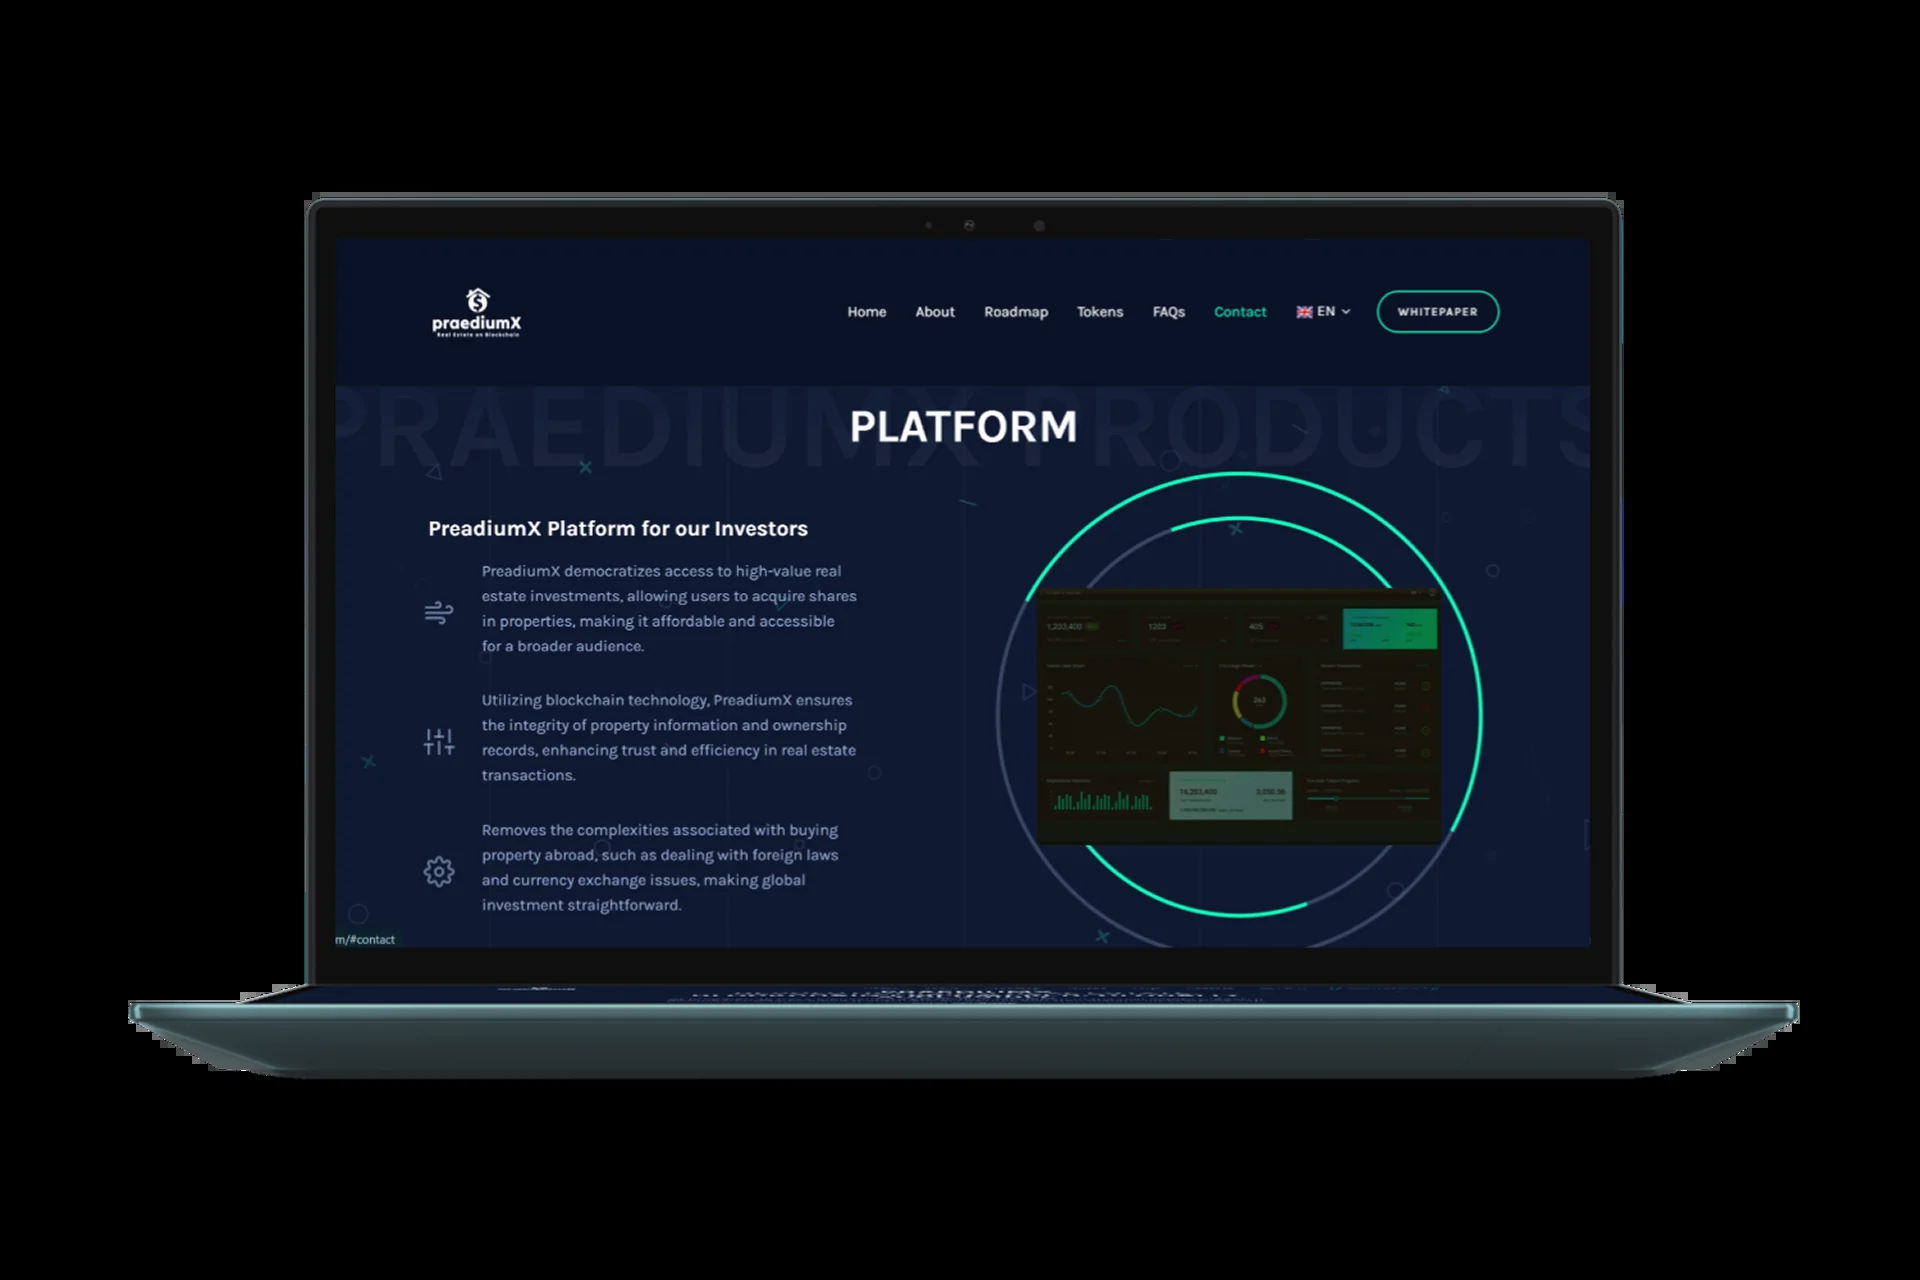 praediumX
Real Estate on Blockchain
Home
About
Roadmap
Tokens
FAQs
Contact
EN
WHITEPAPER
PRAEDIUMX PRODUCTS
PLATFORM
PreadiumX Platform for our Investors
PreadiumX democratizes access to high-value real
estate investments, allowing users to acquire shares
in properties, making it affordable and accessible
for a broader audience.
Utilizing blockchain technology, PreadiumX ensures
the integrity of property information and ownership
records, enhancing trust and efficiency in real estate
transactions.
Removes the complexities associated with buying
property abroad, such as dealing with foreign laws
and currency exchange issues, making global
investment straightforward.
1,203,400
1203
405
263
16,203,400
3,050.56
m/#contact